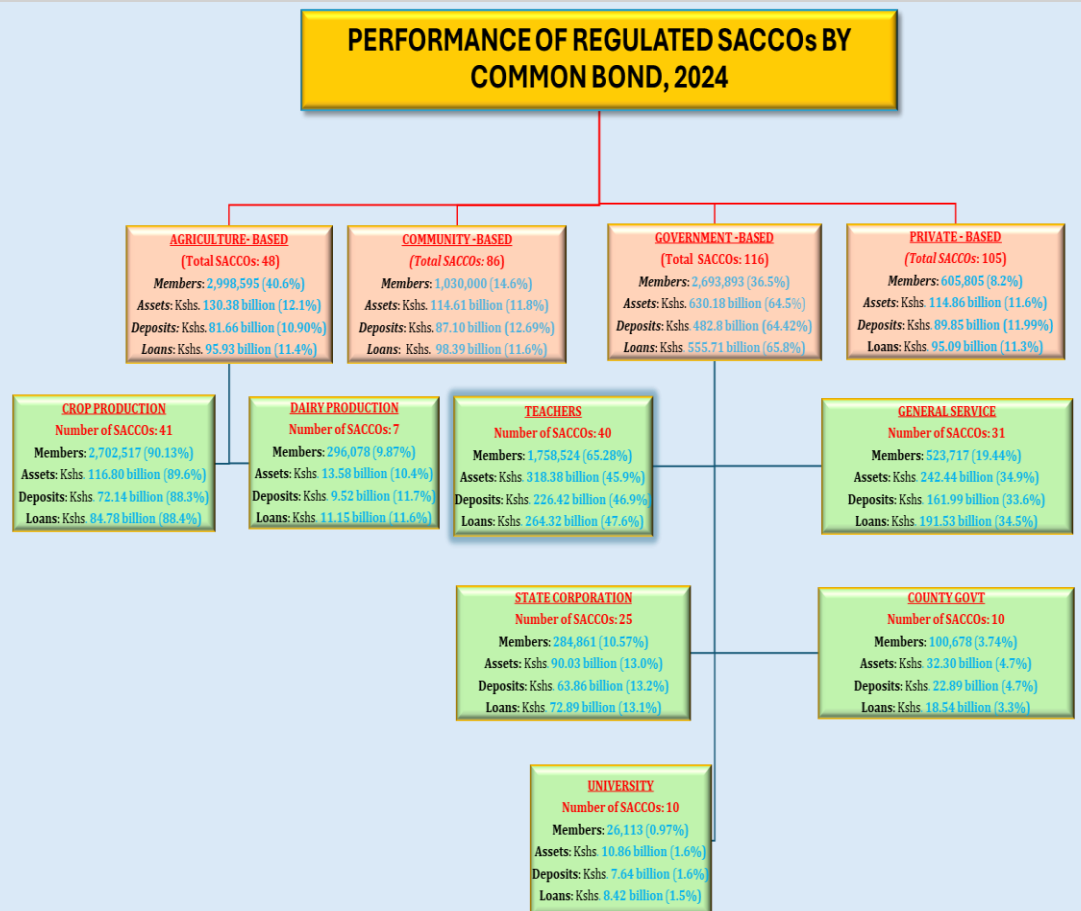 PERFORMANCE OF REGULATED SACCOs BY
COMMON BOND, 2024
AGRICULTURE- BASED
(Total SACCOs: 48)
Members: 2,998,595 (40.6%)
Assets: Kshs. 130.38 billion (12.1%)
Deposits: Kshs. 81.66 billion (10.90%)
Loans: Kshs. 95.93 billion (11.4%)
COMMUNITY -BASED
(Total SACCOs: 86)
Members: 1,030,000 (14.6%)
Assets: Kshs. 114.61 billion (11.8%)
Deposits: Kshs. 87.10 billion (12.69%)
Loans: Kshs. 98.39 billion (11.6%)
GOVERNMENT -BASED
(Total SACCOs: 116)
Members: 2,693,893 (36.5%)
Assets: Kshs. 630.18 billion (64.5%)
Deposits: Kshs. 482.8 billion (64.42%)
Loans: Kshs. 555.71 billion (65.8%)
PRIVATE - BASED
(Total SACCOs: 105)
Members: 605,805 (8.2%)
Assets: Kshs. 114.86 billion (11.6%)
Deposits: Kshs. 89.85 billion (11.99%)
Loans: Kshs. 95.09 billion (11.3%)
CROP PRODUCTION
Number of SACCOs: 41
Members: 2,702,517 (90.13%)
Assets: Kshs. 116.80 billion (89.6%)
Deposits: Kshs. 72.14 billion (88.3%)
Loans: Kshs. 84.78 billion (88.4%)
DAIRY PRODUCTION
Number of SACCOs: 7
Members: 296,078 (9.87%)
Assets: Kshs. 13.58 billion (10.4%)
Deposits: Kshs. 9.52 billion (11.7%)
Loans: Kshs. 11.15 billion (11.6%)
TEACHERS
Number of SACCOs: 40
Members: 1,758,524 (65.28%)
Assets: Kshs. 318.38 billion (45.9%)
Deposits: Kshs. 226.42 billion (46.9%)
Loans: Kshs. 264.32 billion (47.6%)
GENERAL SERVICE
Number of SACCOs: 31
Members: 523,717 (19.44%)
Assets: Kshs. 242.44 billion (34.9%)
Deposits: Kshs. 161.99 billion (33.6%)
Loans: Kshs. 191.53 billion (34.5%)
STATE CORPORATION
Number of SACCOs: 25
Members: 284,861 (10.57%)
Assets: Kshs. 90.03 billion (13.0%)
Deposits: Kshs. 63.86 billion (13.2%)
Loans: Kshs. 72.89 billion (13.1%)
COUNTY GOVT
Number of SACCOs: 10
Members: 100,678 (3.74%)
Assets: Kshs. 32.30 billion (4.7%)
Deposits: Kshs. 22.89 billion (4.7%)
Loans: Kshs. 18.54 billion (3.3%)
UNIVERSITY
Number of SACCOs: 10
Members: 26,113 (0.97%)
Assets: Kshs. 10.86 billion (1.6%)
Deposits: Kshs. 7.64 billion (1.6%)
Loans: Kshs. 8.42 billion (1.5%)